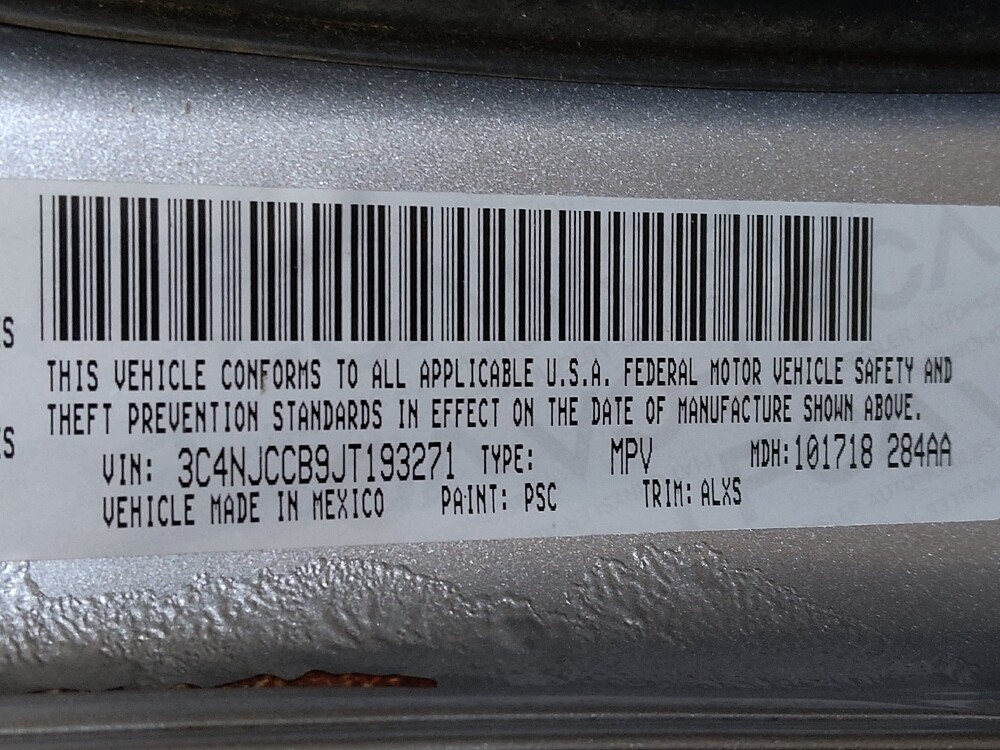 THIS VEHICLE CONFORMS TO ALL APPLICABLE U.S.A. FEDERAL MOTOR VEHICLE SAFETY AND
THEFT PREVENTION STANDARDS IN EFFECT ON THE DATE OF MANUFACTURE SHOWN ABOVE.
VIN: 3C4NJCCB9JT193271 TYPE: MPV MDH:101718 284AA
VEHICLE MADE IN MEXICO PAINT: PSC TRIM: ALXS